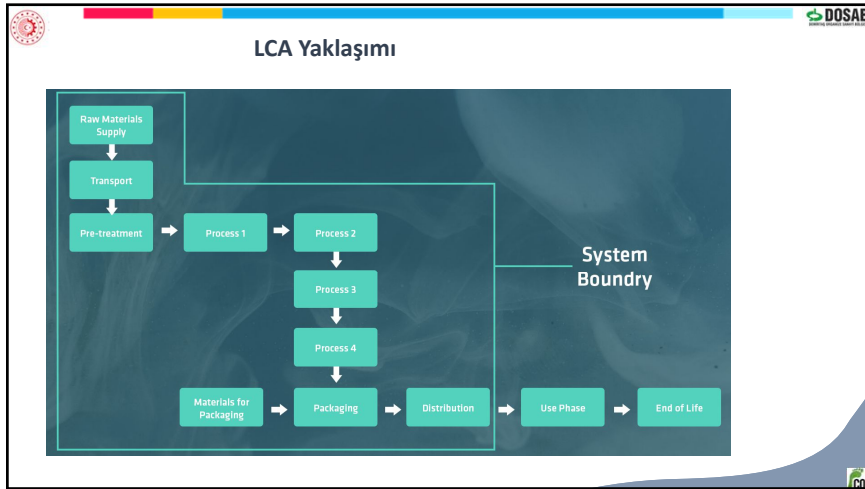 DOSAB
LCA Yaklaşımı
Raw Materials
Supply
Transport
Pre-treatment
Process 1
Process 2
Process 3
Process 4
Materials for
Packaging
Packaging
Distribution
Use Phase
End of Life
System
Boundry